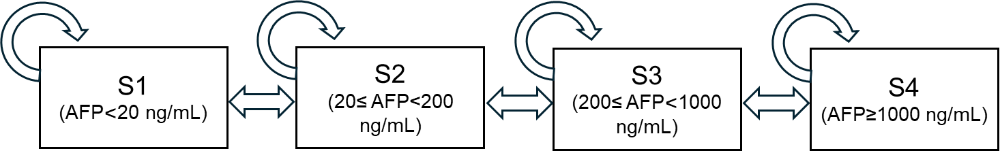 S1
(AFP<20 ng/mL)
S2
(20≤ AFP<200
ng/mL)
S3
(200≤ AFP<1000
ng/mL)
S4
(AFP≥1000 ng/mL)